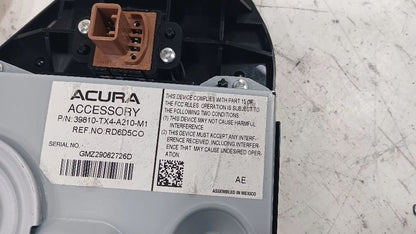 ACURA
ACCESSORY
P/N: 39810-TX4-A210-M1
REF.NO.RD6D5CO
SERIAL NO.:
GMZ29082726D
THIS DEVICE COMPLIES WITH PART 15 OF
THE FCC RULES. OPERATION IS SUBJECT TO
THE FOLLOWING TWO CONDITIONS:
(1) THIS DEVICE MAY NOT CAUSE HARMFUL
INTERFERENCE
(2) THIS DEVICE MUST ACCEPT ANY INTERFER-
ENCE RECEIVED, INCLUDING INTERFERENCE
THAT MAY CAUSE UNDESIRED OPER-
ATION.
AE
ASSEMBLED IN MEXICO